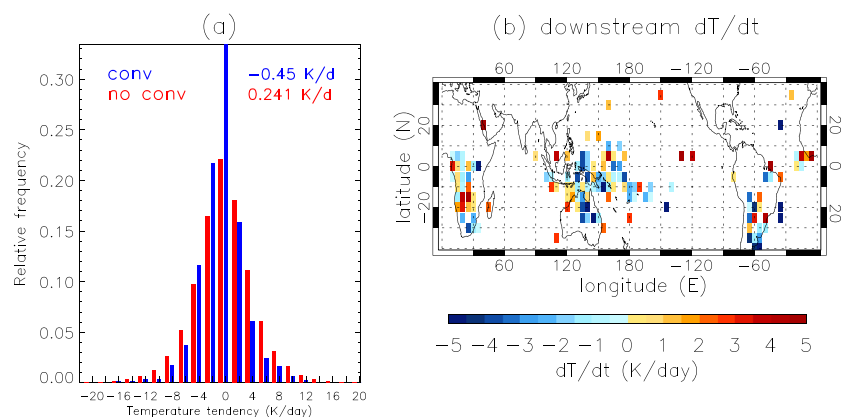 (a)
conv −0.45 K/d
no conv 0.241 K/d
0.30
0.25
0.20
0.15
0.10
0.05
0.00
Relative frequency
−20 −16 −12 −8 −4 0 4 8 12 16 20
Temperature tendency (K/day)
(b) downstream dT/dt
60 120 180 −120 −60
20 20
0 0
−20 −20
latitude (N)
60 120 180 −120 −60
longitude (E)
−5 −4 −3 −2 −1 0 1 2 3 4 5
dT/dt (K/day)